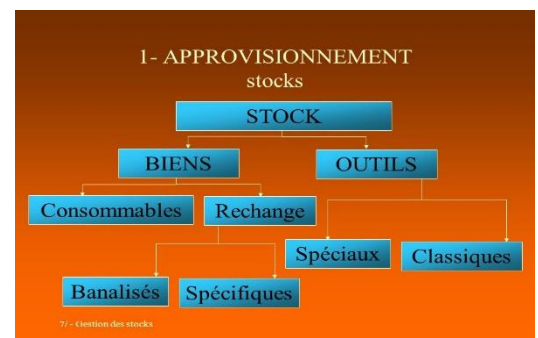 1- APPROVISIONNEMENT
stocks
STOCK
BIENS
OUTILS
Consommables
Rechange
Spéciaux
Classiques
Banalisés
Spécifiques
7/ - Gestion des stocks